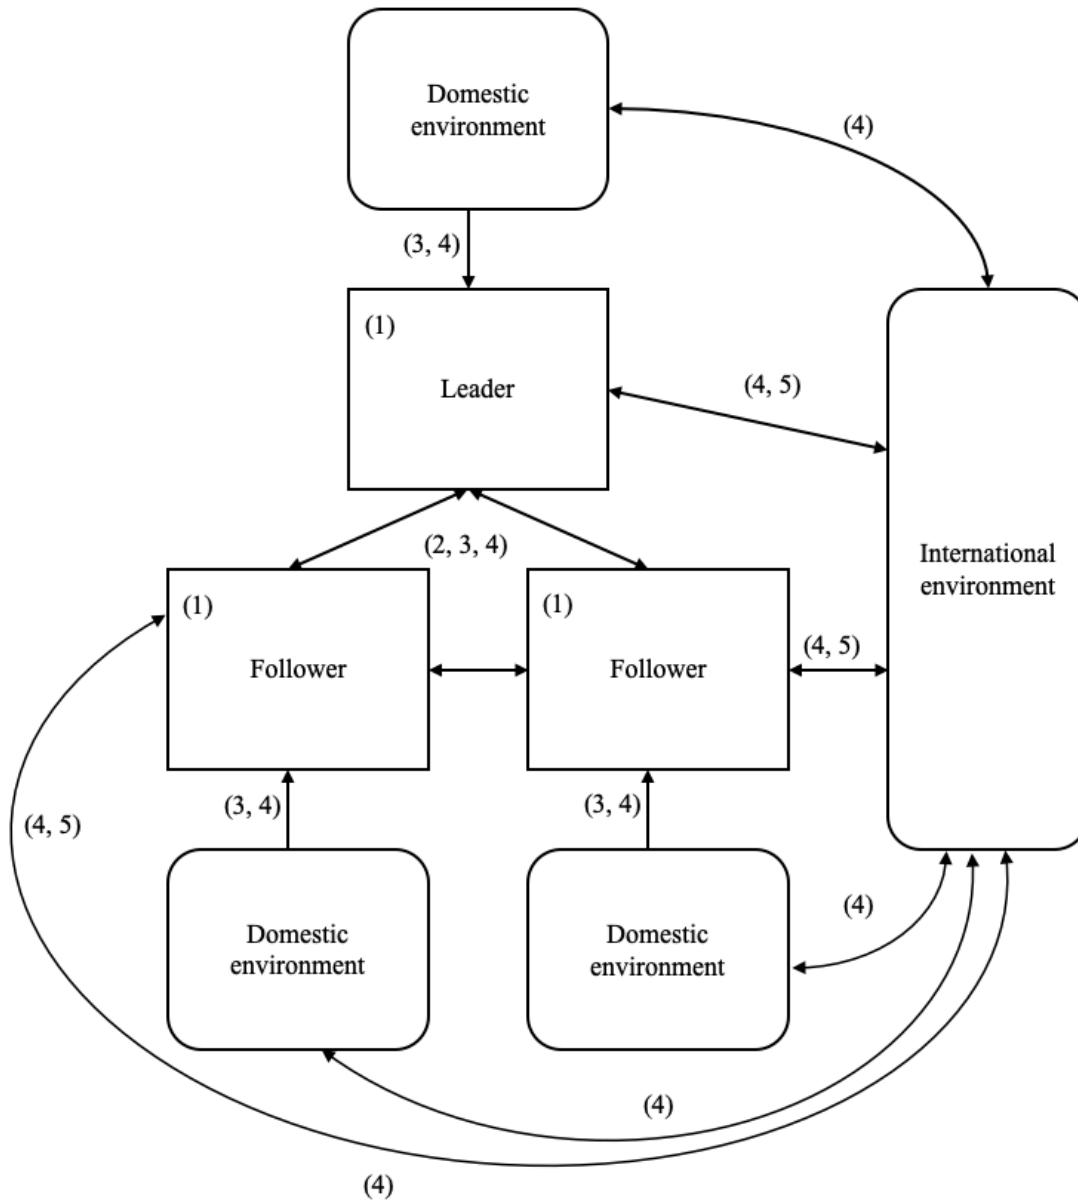 Domestic
environment
(4)
(3, 4)
(1)
Leader
(4, 5)
(2, 3, 4)
International
environment
(1)
Follower
(1)
Follower
(4, 5)
(3, 4)
(3, 4)
(4, 5)
Domestic
environment
Domestic
environment
(4)
(4)
(4)